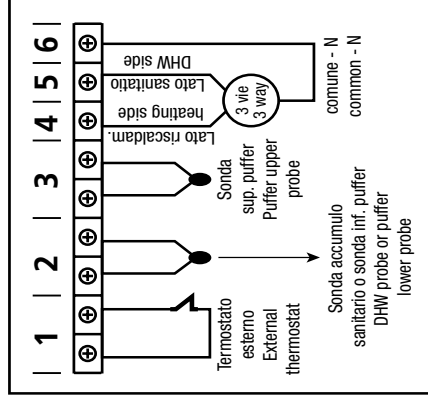 1 2 3 4 5 6
Termostato
esterno
External
thermostat
Sonda accumulo
sanitario o sonda inf. puffer
DHW probe or puffer
lower probe
Sonda
sup. puffer
Puffer upper
probe
Lato riscaldam.
heating side
Lato sanitatio
DHW side
3 vie
3 way
comune - N
common - N